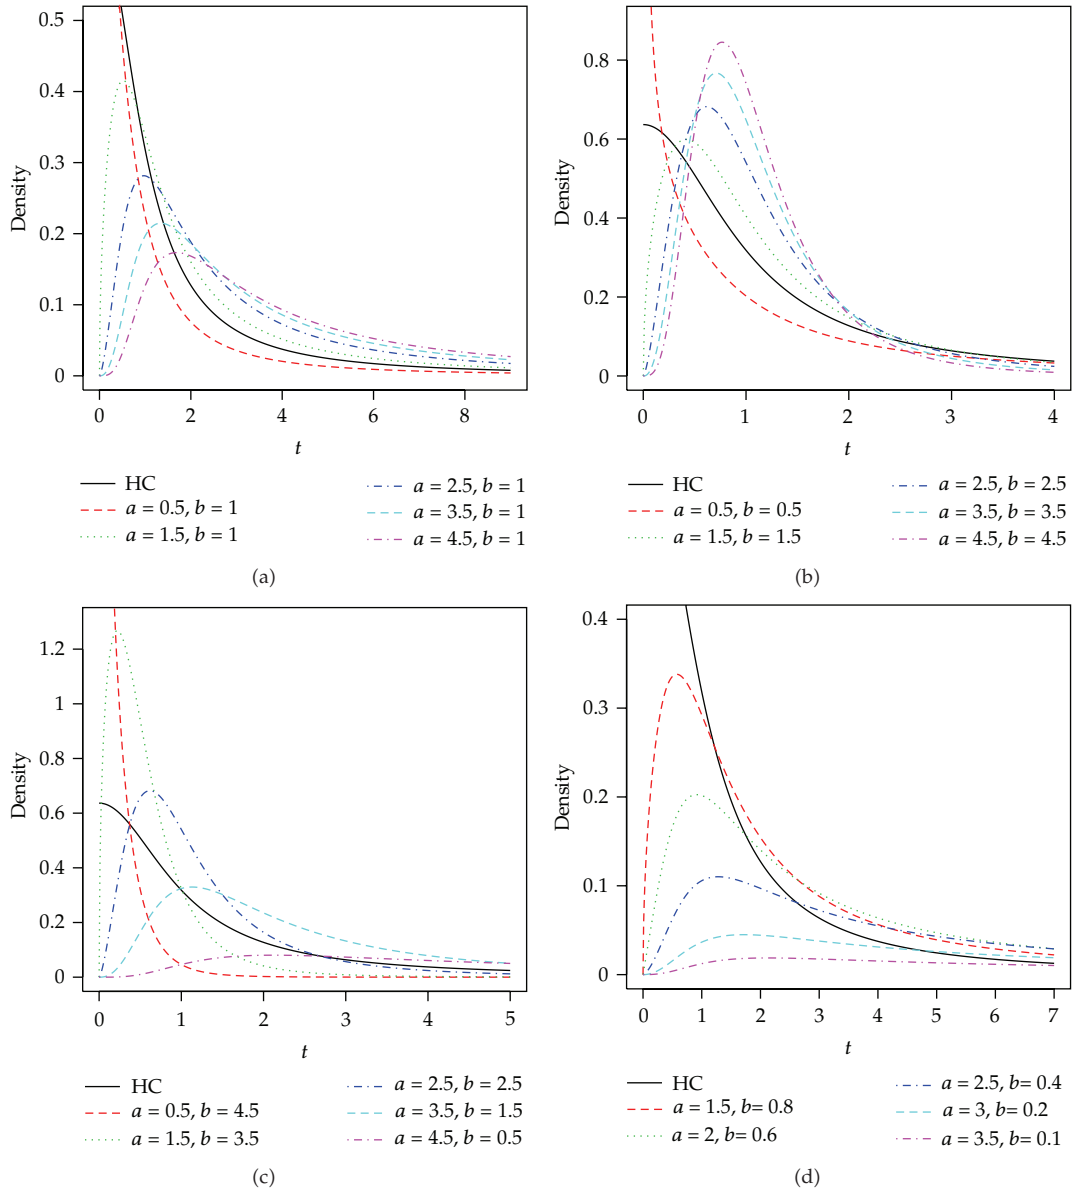 0.5
0.4
0.3
0.2
0.1
0
Density
0 2 4 6 8
t
HC
a = 0.5, b = 1
a = 1.5, b = 1
a = 2.5, b = 1
a = 3.5, b = 1
a = 4.5, b = 1
(a)
0.8
0.6
0.4
0.2
0
Density
0 1 2 3 4
t
HC
a = 0.5, b = 0.5
a = 1.5, b = 1.5
a = 2.5, b = 2.5
a = 3.5, b = 3.5
a = 4.5, b = 4.5
(b)
1.2
1
0.8
0.6
0.4
0.2
0
Density
0 1 2 3 4 5
t
HC
a = 0.5, b = 4.5
a = 1.5, b = 3.5
a = 2.5, b = 2.5
a = 3.5, b = 1.5
a = 4.5, b = 0.5
(c)
0.4
0.3
0.2
0.1
0
Density
0 1 2 3 4 5 6 7
t
HC
a = 1.5, b= 0.8
a = 2, b= 0.6
a = 2.5, b= 0.4
a = 3, b= 0.2
a = 3.5, b= 0.1
(d)